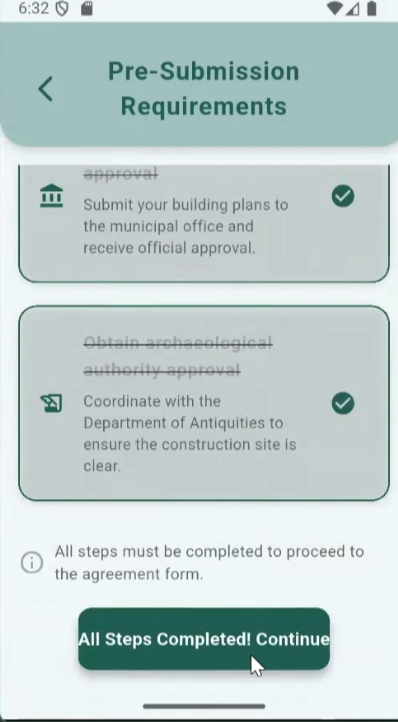 6:32
Pre-Submission
Requirements
approval
Submit your building plans to
the municipal office and
receive official approval.
Obtain archaeological
authority approval
Coordinate with the
Department of Antiquities to
ensure the construction site is
clear.
All steps must be completed to proceed to
the agreement form.
All Steps Completed! Continue